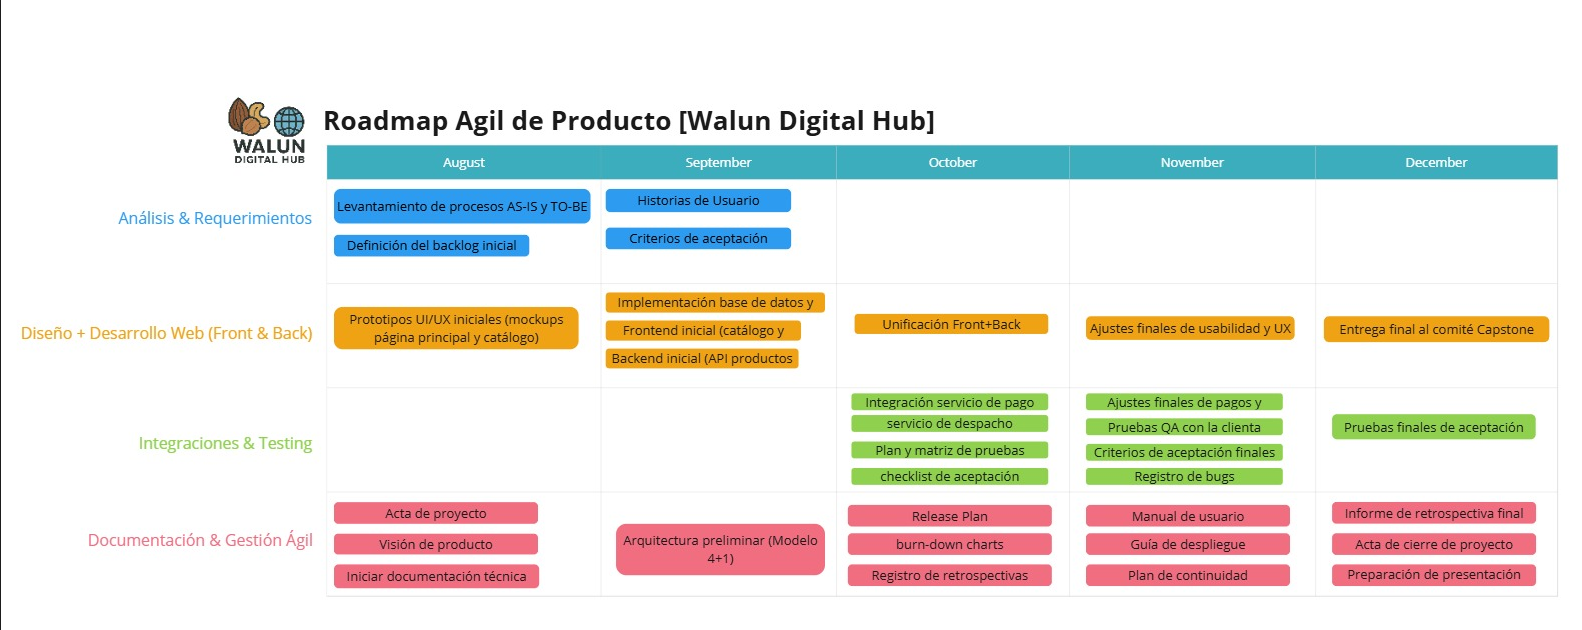 WALUN
DIGITAL HUB
Roadmap Agil de Producto [Walun Digital Hub]
August
September
October
November
December
Análisis & Requerimientos
Levantamiento de procesos AS-IS y TO-BE
Definición del backlog inicial
Historias de Usuario
Criterios de aceptación
Diseño + Desarrollo Web (Front & Back)
Prototipos UI/UX iniciales (mockups
página principal y catálogo)
Implementación base de datos y
Frontend inicial (catálogo y
Backend inicial (API productos
Unificación Front+Back
Ajustes finales de usabilidad y UX
Entrega final al comité Capstone
Integraciones & Testing
Integración servicio de pago
servicio de despacho
Plan y matriz de pruebas
checklist de aceptación
Ajustes finales de pagos y
Pruebas QA con la clienta
Criterios de aceptación finales
Registro de bugs
Pruebas finales de aceptación
Documentación & Gestión Ágil
Acta de proyecto
Visión de producto
Iniciar documentación técnica
Arquitectura preliminar (Modelo
4+1)
Release Plan
burn-down charts
Registro de retrospectivas
Manual de usuario
Guía de despliegue
Plan de continuidad
Informe de retrospectiva final
Acta de cierre de proyecto
Preparación de presentación